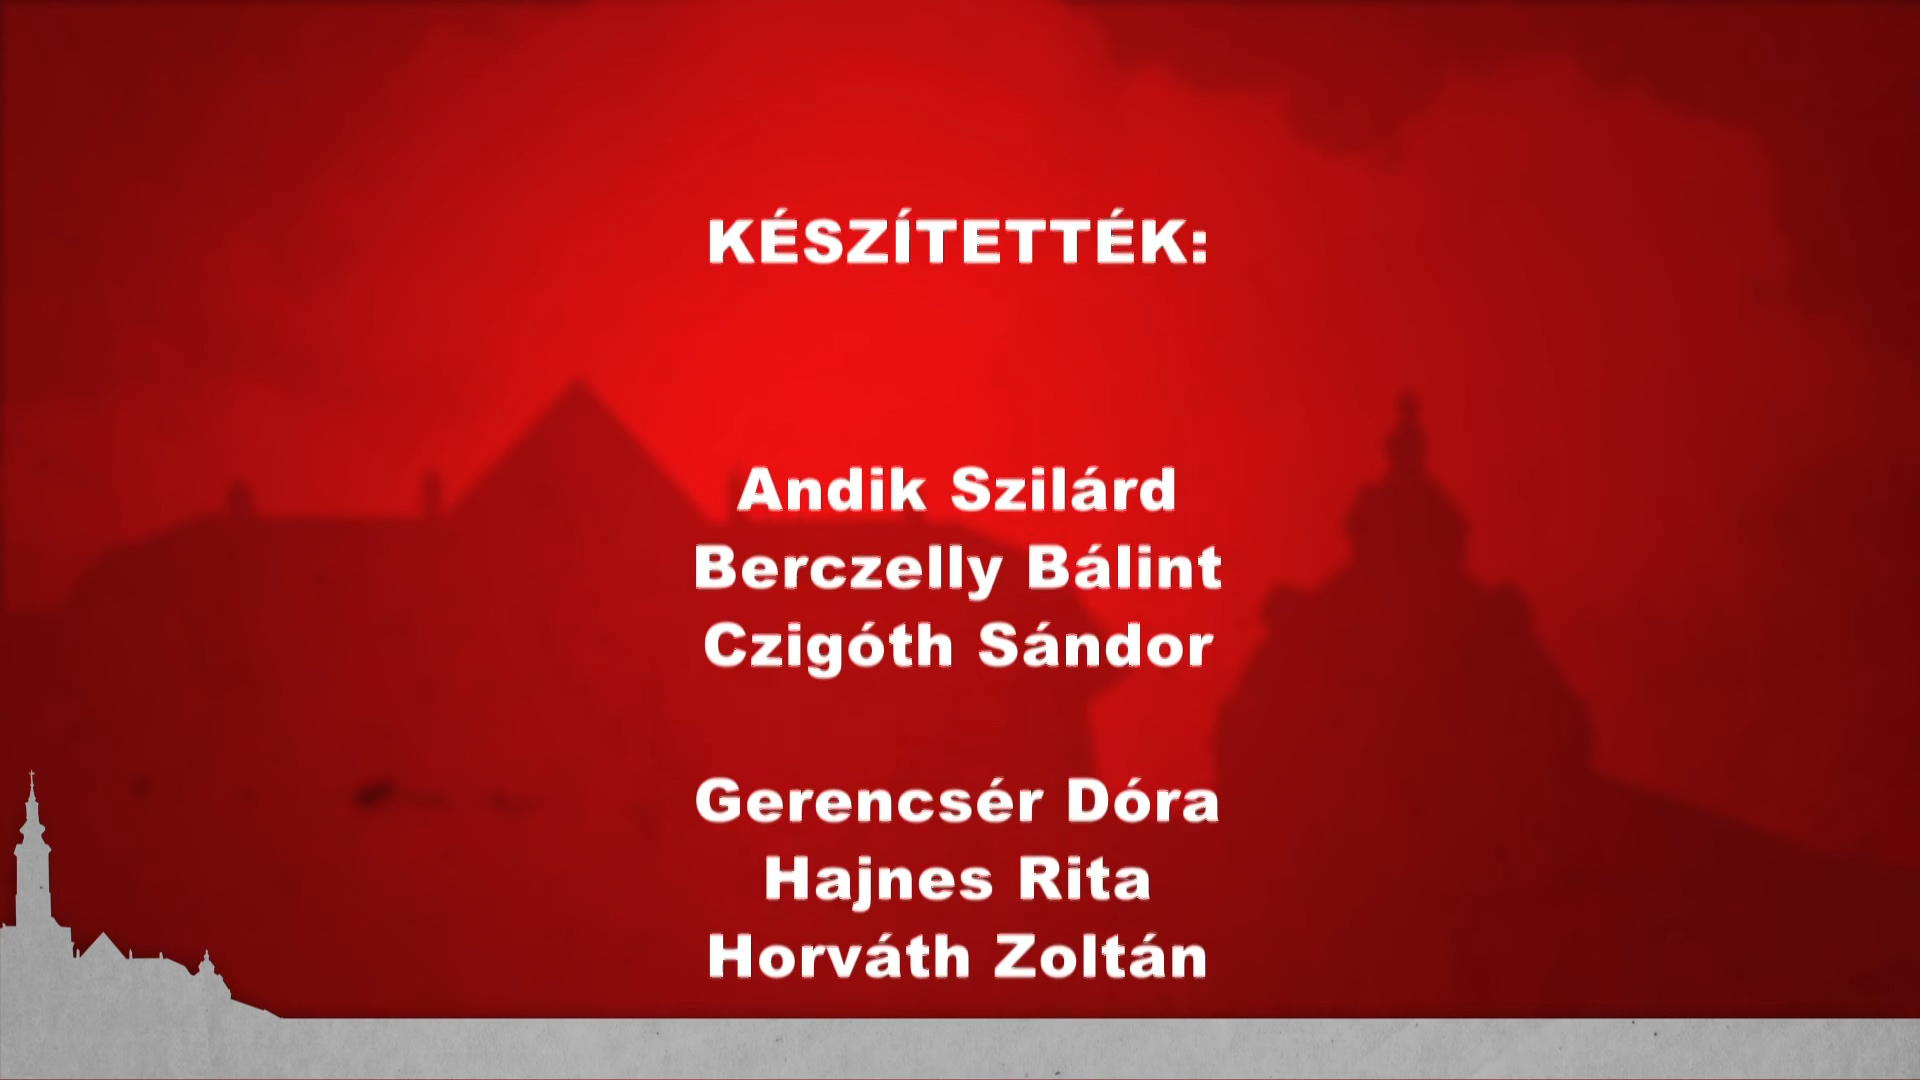 KÉSZÍTETTÉK:
Andik Szilárd
Berczelly Bálint
Czigóth Sándor
Gerencsér Dóra
Hajnes Rita
Horváth Zoltán